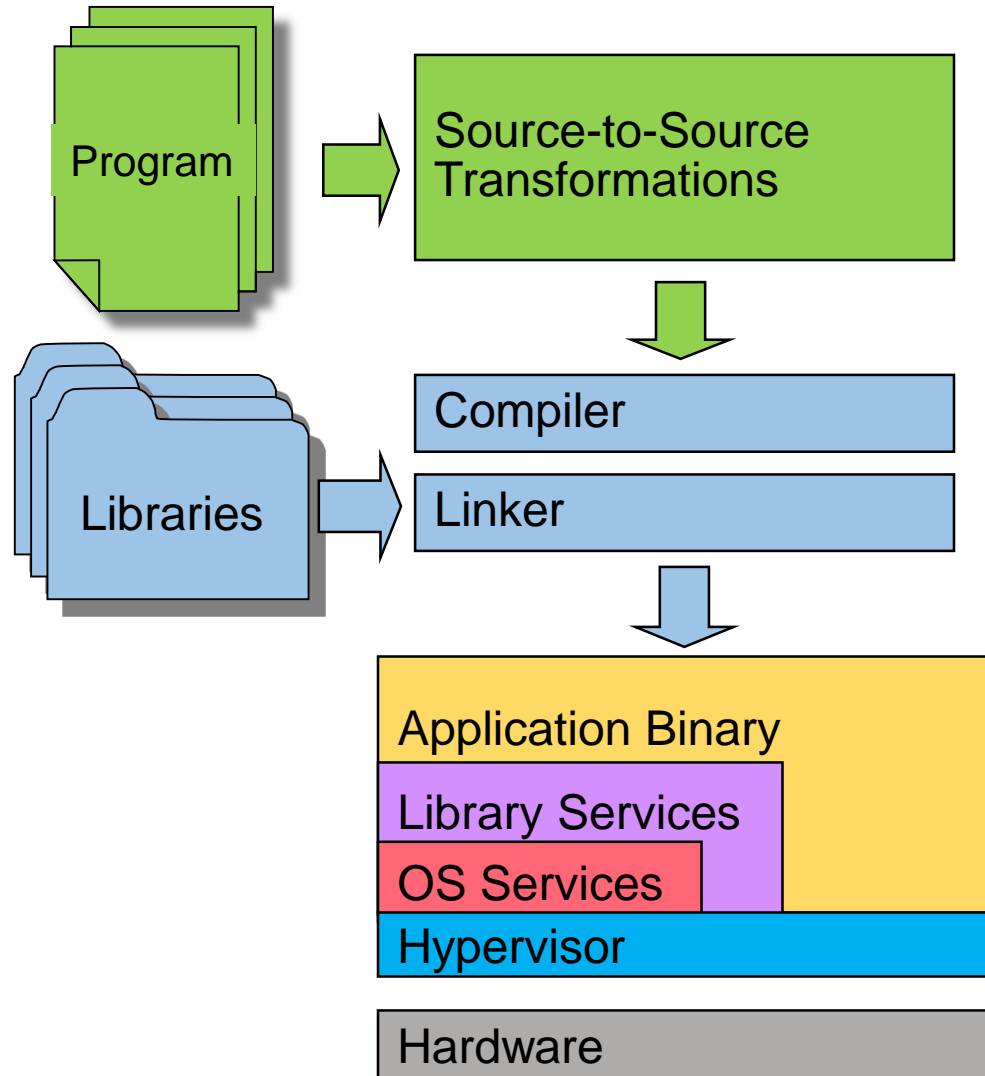 Program
Source-to-Source
Transformations
Compiler
Libraries
Linker
Application Binary
Library Services
OS Services
Hypervisor
Hardware